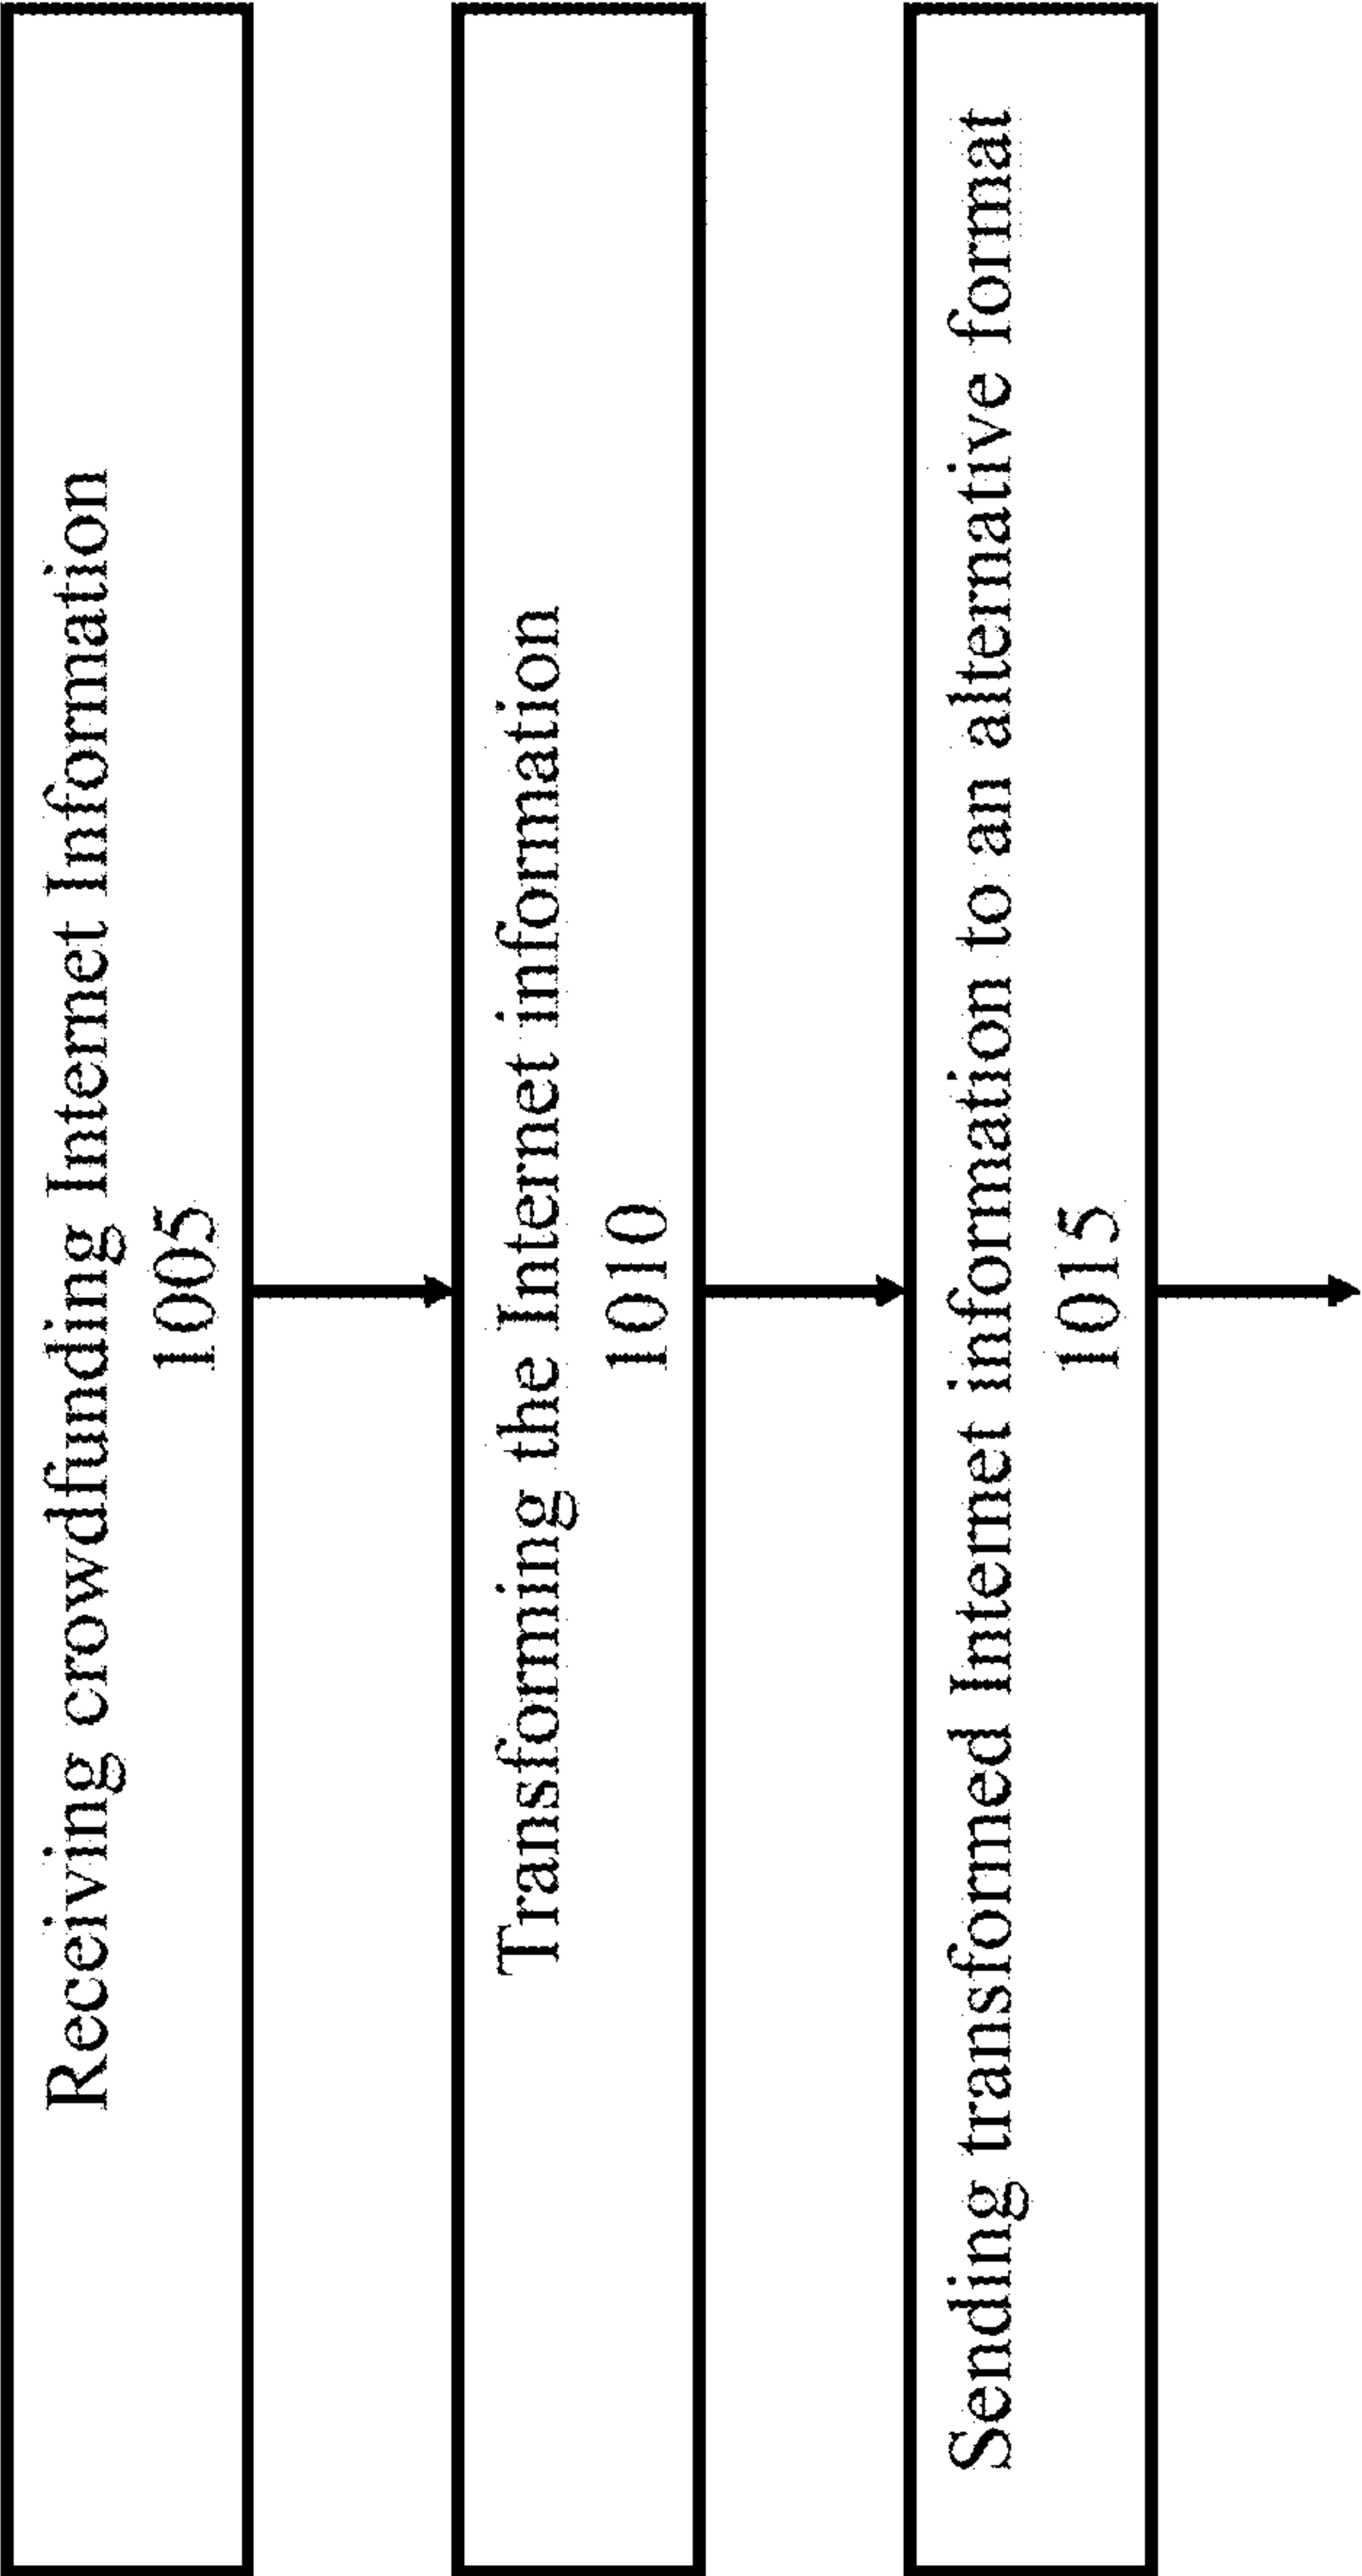 Receiving crowdfunding Internet Information
1005
Transforming the Internet information
1010
Sending transformed Internet information to an alternative format
1015